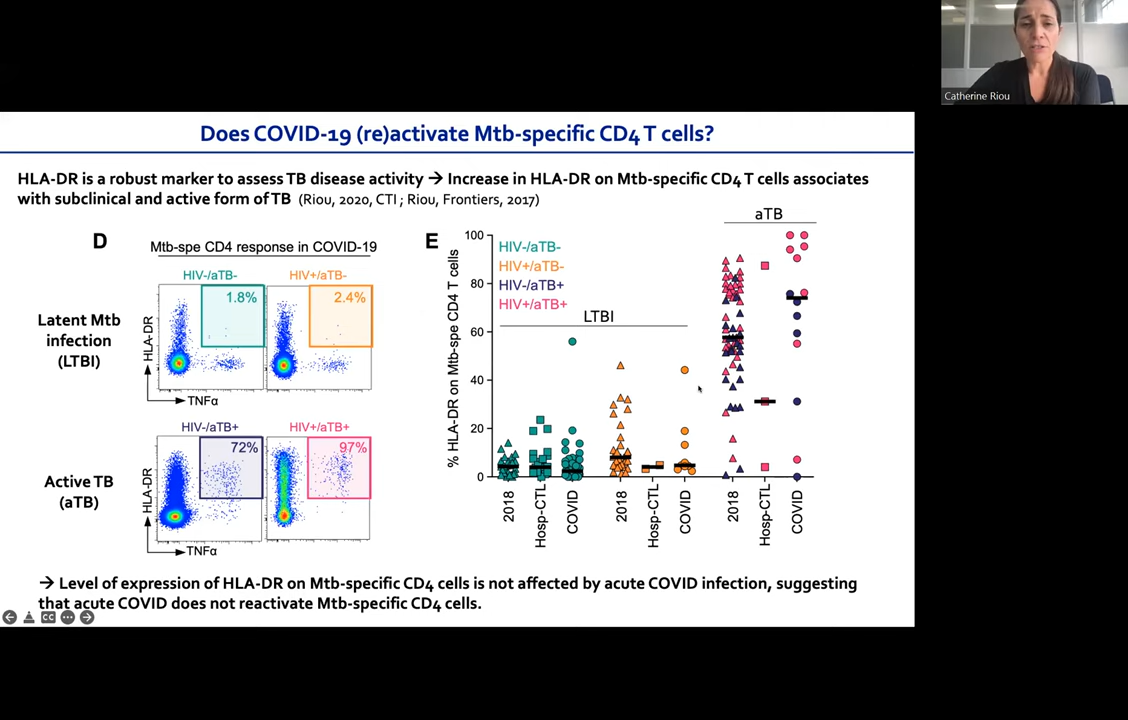 Catherine Riou
Does COVID-19 (re)activate Mtb-specific CD4 T cells?
HLA-DR is a robust marker to assess TB disease activity → Increase in HLA-DR on Mtb-specific CD4 T cells associates
with subclinical and active form of TB (Riou, 2020, CTI ; Riou, Frontiers, 2017)
D
Mtb-spe CD4 response in COVID-19
HIV-/aTB-
HIV+/aTB-
Latent Mtb
infection
(LTBI)
HLA-DR
1.8%
2.4%
TNFα
HIV-/aTB+
HIV+/aTB+
Active TB
(aTB)
HLA-DR
72%
97%
TNFα
E
% HLA-DR on Mtb-spe CD4 T cells
100
80
60
40
20
0
HIV-/aTB-
HIV+/aTB-
HIV-/aTB+
HIV+/aTB+
LTBI
aTB
2018
Hosp-CTL
COVID
2018
Hosp-CTL
COVID
2018
Hosp-CTL
COVID
→ Level of expression of HLA-DR on Mtb-specific CD4 cells is not affected by acute COVID infection, suggesting
that acute COVID does not reactivate Mtb-specific CD4 cells.
CC